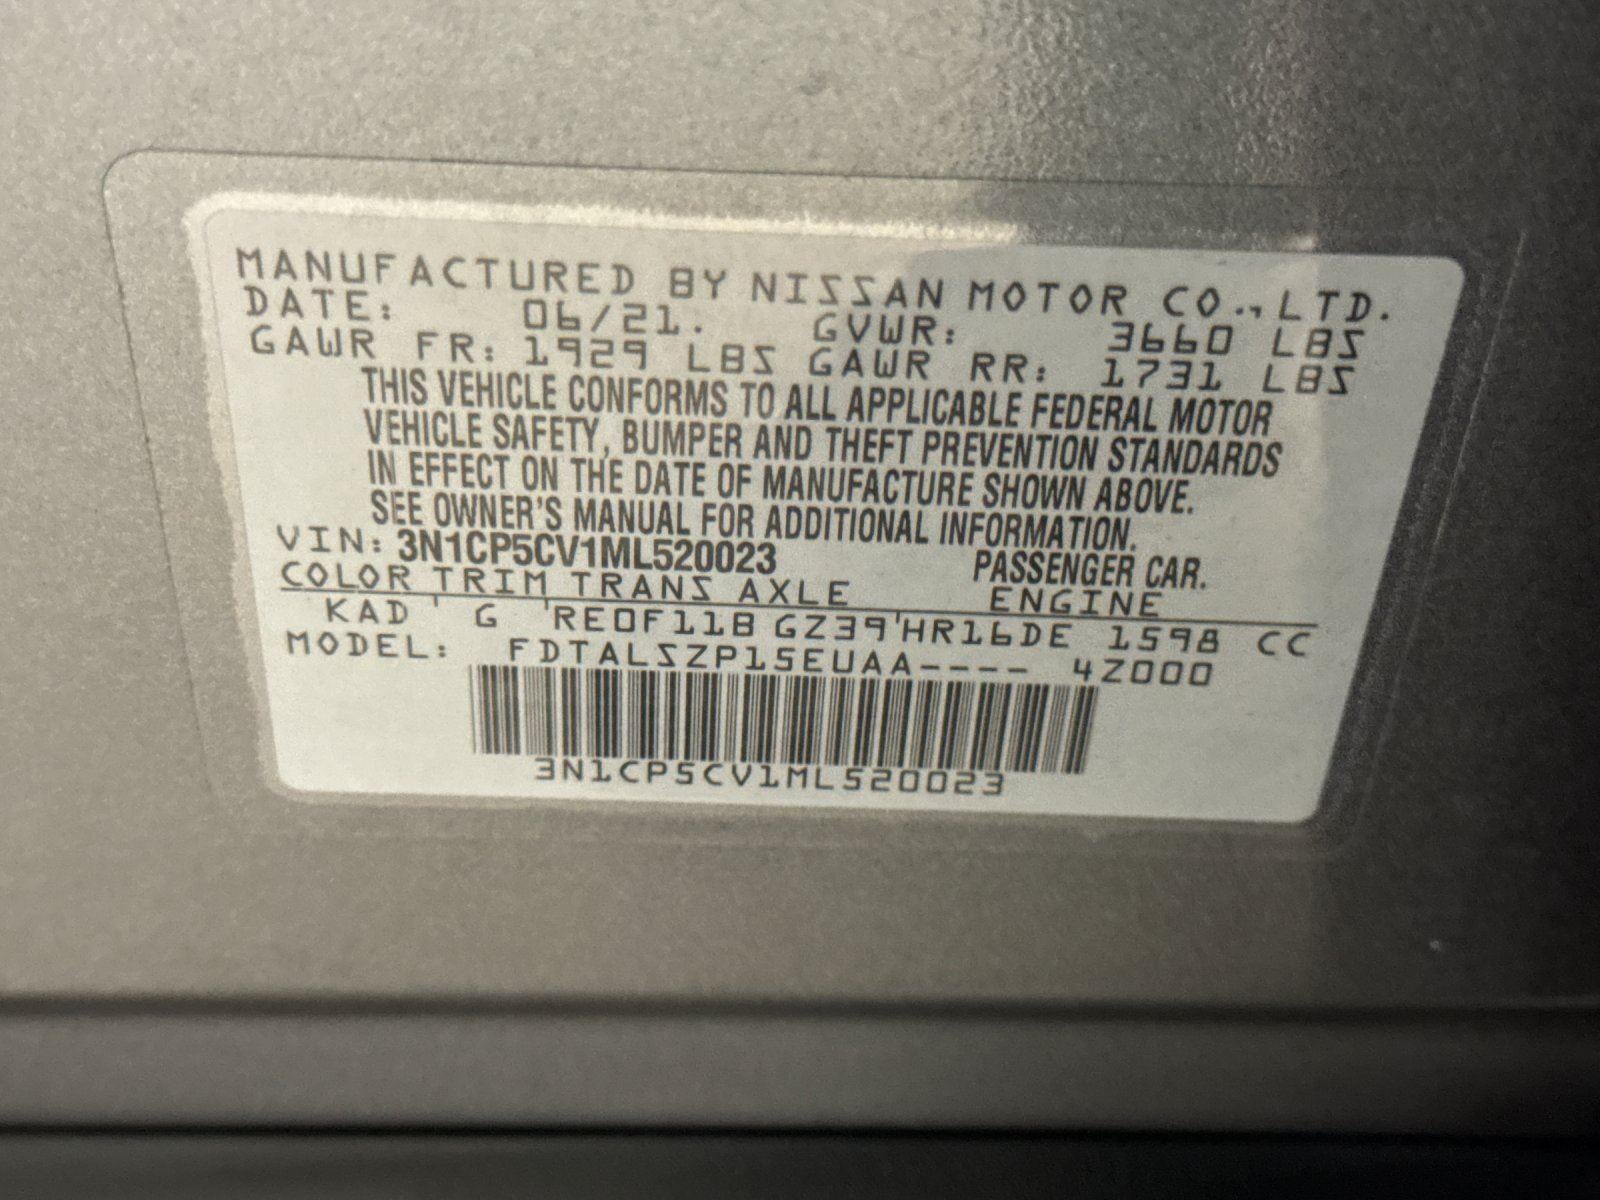 MANUFACTURED BY NISSAN MOTOR CO.,LTD.
DATE: 06/21. GVWR: 3660 LBS
GAWR FR: 1929 LBS GAWR RR: 1731 LBS
THIS VEHICLE CONFORMS TO ALL APPLICABLE FEDERAL MOTOR
VEHICLE SAFETY, BUMPER AND THEFT PREVENTION STANDARDS
IN EFFECT ON THE DATE OF MANUFACTURE SHOWN ABOVE.
SEE OWNER'S MANUAL FOR ADDITIONAL INFORMATION.
VIN: 3N1CP5CV1ML520023 PASSENGER CAR.
COLOR TRIM TRANS AXLE ENGINE
KAD ' G 'RE0F11B GZ39'HR16DE 1598 CC
MODEL: FDTALSZP15EUAA---- 4Z000
3N1CP5CV1ML520023